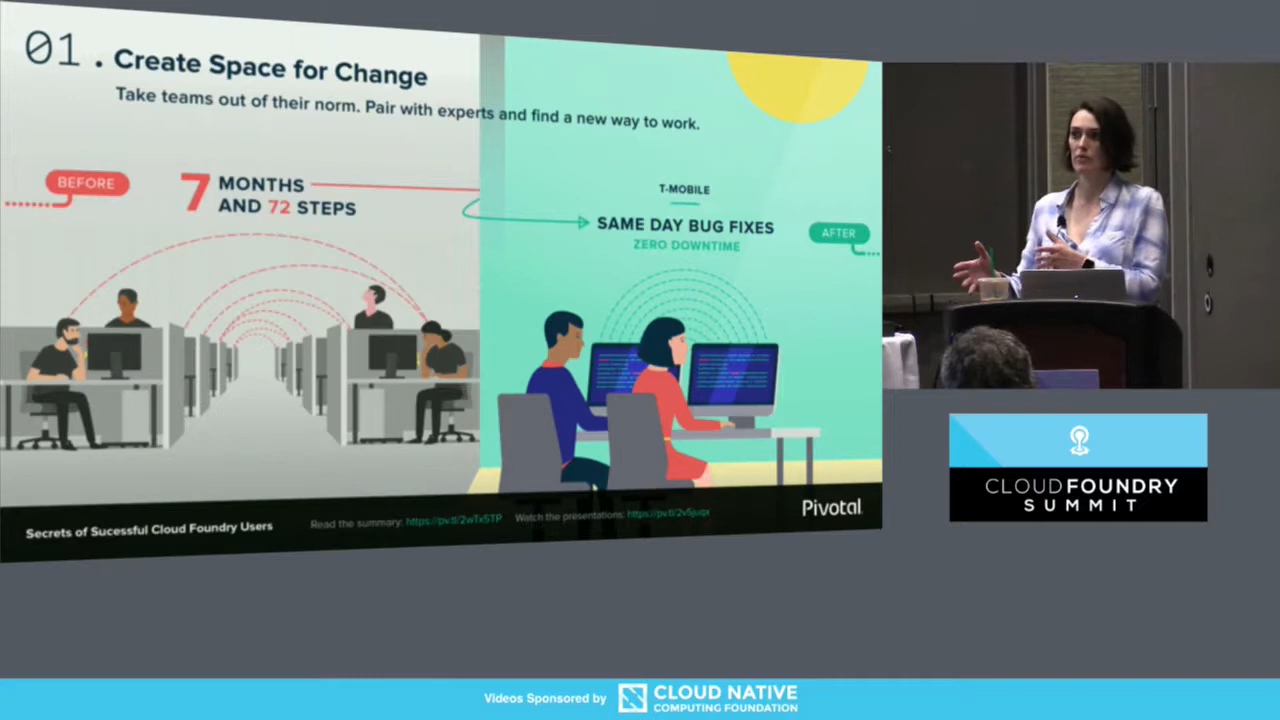 01. Create Space for Change
Take teams out of their norm. Pair with experts and find a new way to work.
BEFORE
7 MONTHS
AND 72 STEPS
T-MOBILE
SAME DAY BUG FIXES
ZERO DOWNTIME
AFTER
Secrets of Sucessful Cloud Foundry Users
Read the summary:
Watch the presentations:
Pivotal
CLOUD FOUNDRY
SUMMIT
Videos Sponsored by
CLOUD NATIVE
COMPUTING FOUNDATION